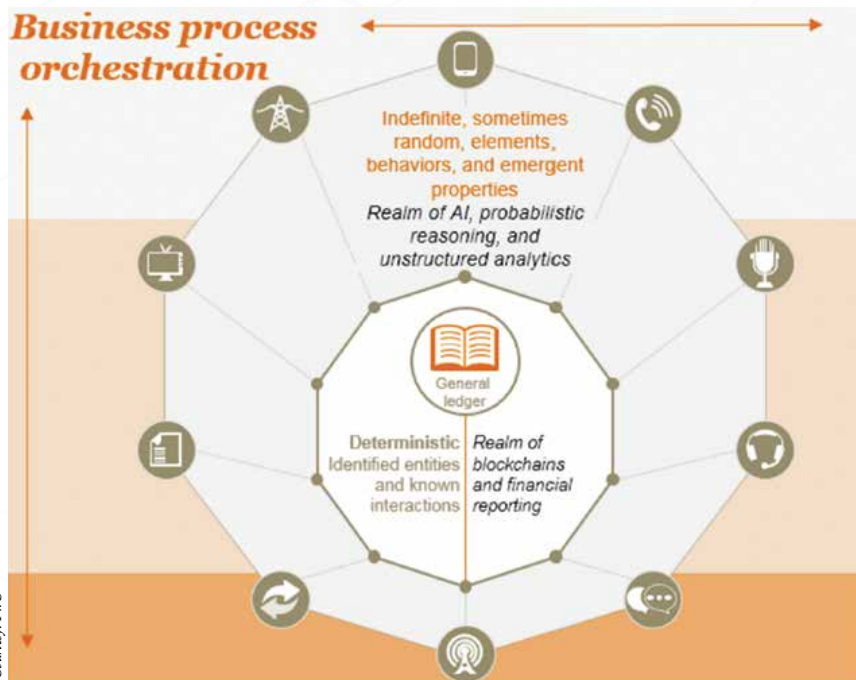 Business process
orchestration
Indefinite, sometimes
random, elements,
behaviors, and emergent
properties
Realm of AI, probabilistic
reasoning, and
unstructured analytics
General
ledger
Deterministic
Identified entities
and known
interactions
Realm of
blockchains
and financial
reporting